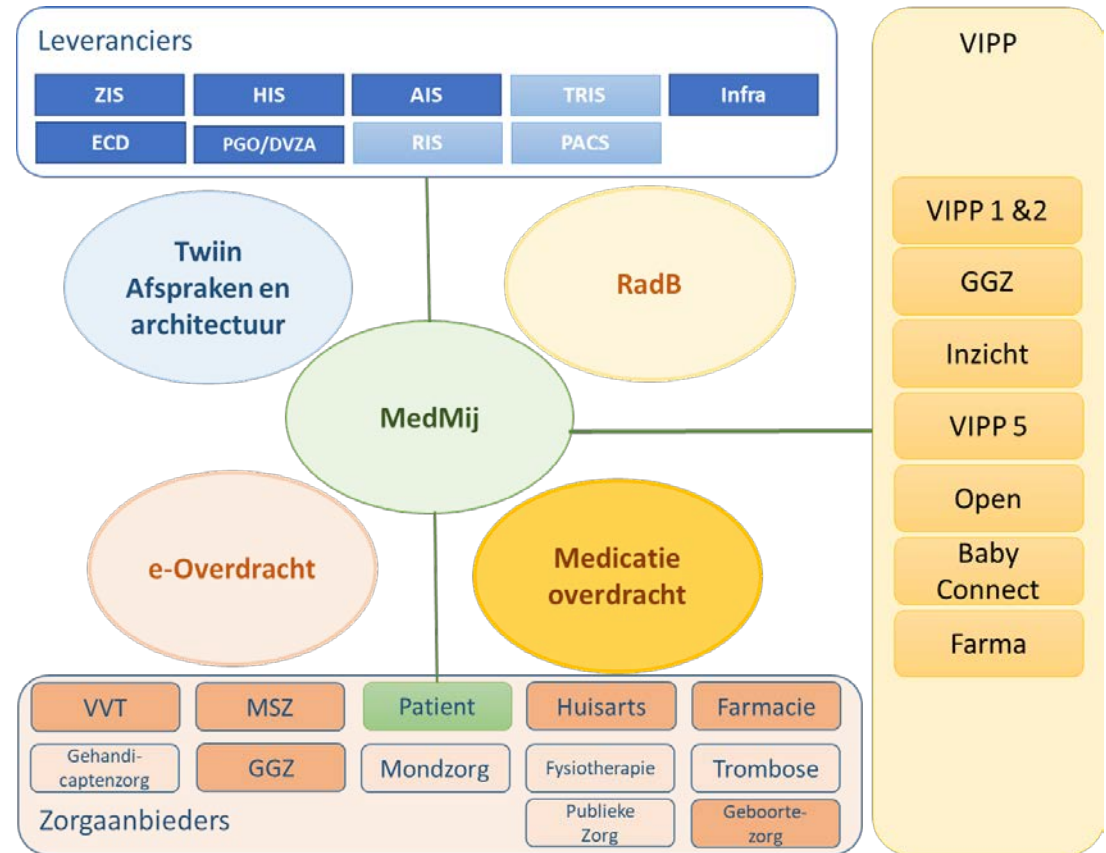 Leveranciers
ZIS
HIS
AIS
TRIS
Infra
ECD
PGO/DVZA
RIS
PACS
Twiin
Afspraken en
architectuur
RadB
MedMij
e-Overdracht
Medicatie
overdracht
VVT
MSZ
Patient
Huisarts
Farmacie
Gehandi-
captenzorg
GGZ
Mondzorg
Fysiotherapie
Trombose
Zorgaanbieders
Publieke
Zorg
Geboorte-
zorg
VIPP
VIPP 1 &2
GGZ
Inzicht
VIPP 5
Open
Baby
Connect
Farma